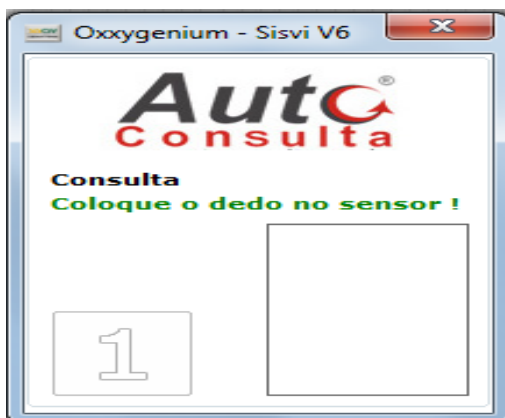 Oxxygenium - Sisvi V6
Auto
Consulta
Consulta
Coloque o dedo no sensor !
1